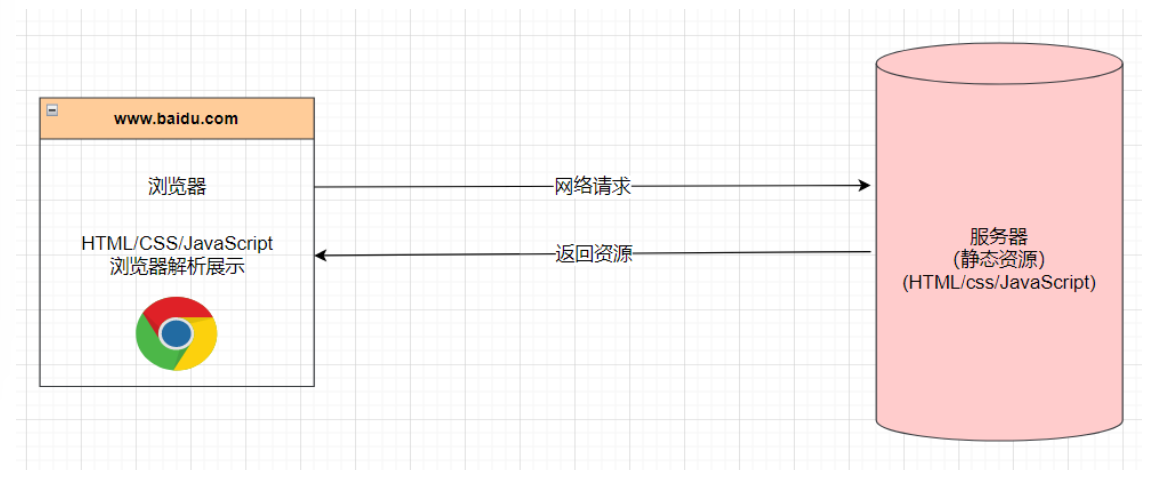 www.baidu.com
浏览器
HTML/CSS/JavaScript
浏览器解析展示
网络请求
返回资源
服务器
(静态资源)
(HTML/css/JavaScript)